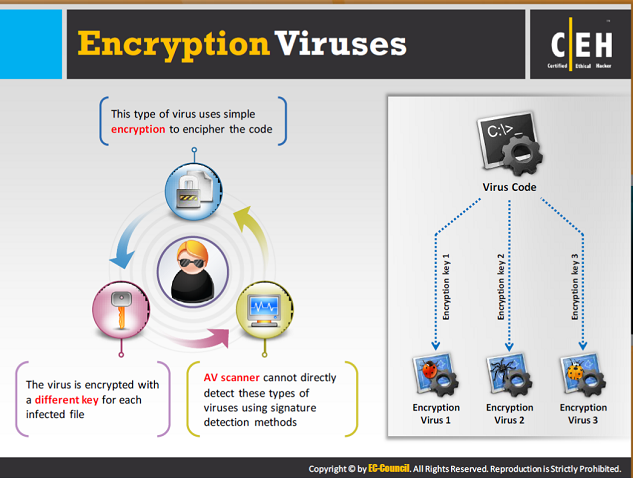 Encryption Viruses
C|EH
Certified Ethical Hacker
This type of virus uses simple
encryption to encipher the code
The virus is encrypted with
a different key for each
infected file
AV scanner cannot directly
detect these types of
viruses using signature
detection methods
C:\>
Virus Code
Encryption key 1
Encryption key 2
Encryption key 3
Encryption
Virus 1
Encryption
Virus 2
Encryption
Virus 3
Copyright © by EC-Council. All Rights Reserved. Reproduction is Strictly Prohibited.